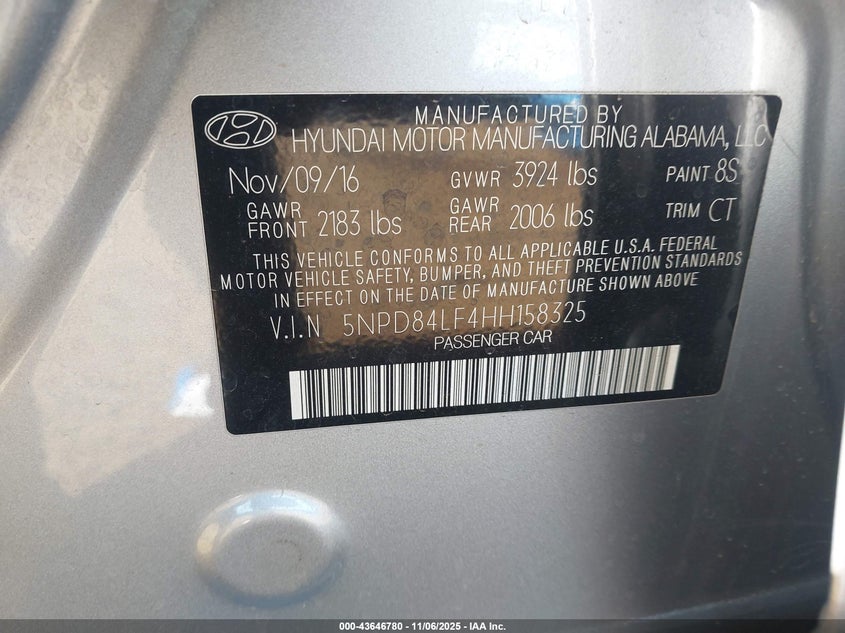 MANUFACTURED BY
HYUNDAI MOTOR MANUFACTURING ALABAMA, LLC
Nov/09/16 GVWR 3924 lbs PAINT 8S
GAWR FRONT 2183 lbs GAWR REAR 2006 lbs TRIM CT
THIS VEHICLE CONFORMS TO ALL APPLICABLE U.S.A. FEDERAL
MOTOR VEHICLE SAFETY, BUMPER, AND THEFT PREVENTION STANDARDS
IN EFFECT ON THE DATE OF MANUFACTURE SHOWN ABOVE
V.I.N 5NPD84LF4HH158325
PASSENGER CAR
000-43646780 - 11/06/2025 - IAA Inc.